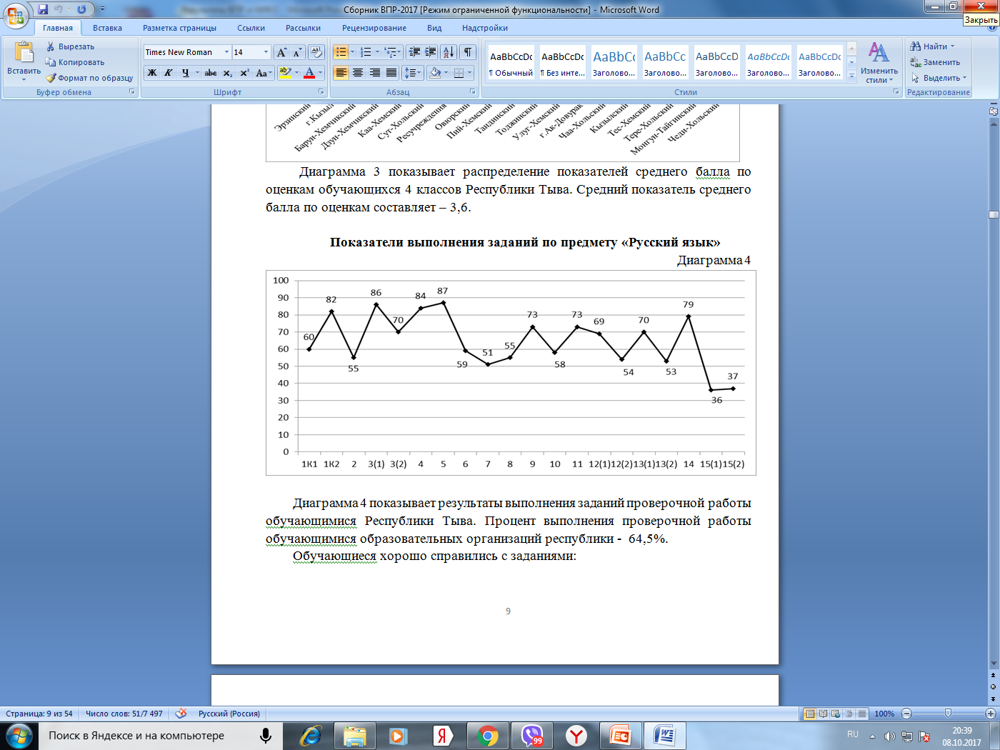 Сборник ВПР-2017 [Режим ограниченной функциональности] - Microsoft Word
Закрыть
Главная Вставка Разметка страницы Ссылки Рассылки Рецензирование Вид Надстройки
Вставить
Вырезать
Копировать
Формат по образцу
Буфер обмена
Times New Roman 14
Ж К Ч abc x₂ x² Aa
Шрифт
Абзац
AaBbCcDc AaBbCcDc AaBbCc AaBbCc AaBbCcD AaBbCcDc AaBbCcDc
¶ Обычный ¶ Без инте... Заголово... Заголово... Заголово... Заголово... Заголово...
Изменить стили
Стили
Найти
Заменить
Выделить
Редактирование
Эрзинский
г.Кызыл
Барун-Хемчикский
Дзун-Хемчикский
Каа-Хемский
Сут-Хольский
Ресучреждения
Овюрский
Пий-Хемский
Тандинский
Тоджинский
Улуг-Хемский
г.Ак-Довурак
Чаа-Хольский
Кызылский
Тес-Хемский
Тере-Хольский
Монгун-Тайгинский
Чеди-Хольский
Диаграмма 3 показывает распределение показателей среднего балла по
оценкам обучающихся 4 классов Республики Тыва. Средний показатель среднего
балла по оценкам составляет – 3,6.
Показатели выполнения заданий по предмету «Русский язык»
Диаграмма 4
100
90
80
70
60
50
40
30
20
10
0
60 82 55 86 70 84 87 59 51 55 73 58 73 69 54 70 53 79 36 37
1К1 1К2 2 3(1) 3(2) 4 5 6 7 8 9 10 11 12(1) 12(2) 13(1) 13(2) 14 15(1) 15(2)
Диаграмма 4 показывает результаты выполнения заданий проверочной работы
обучающимися Республики Тыва. Процент выполнения проверочной работы
обучающимися образовательных организаций республики - 64,5%.
Обучающиеся хорошо справились с заданиями:
9
Страница: 9 из 54 Число слов: 51/7 497 Русский (Россия) 100%
Поиск в Яндексе и на компьютере
99
RU
20:39
08.10.2017